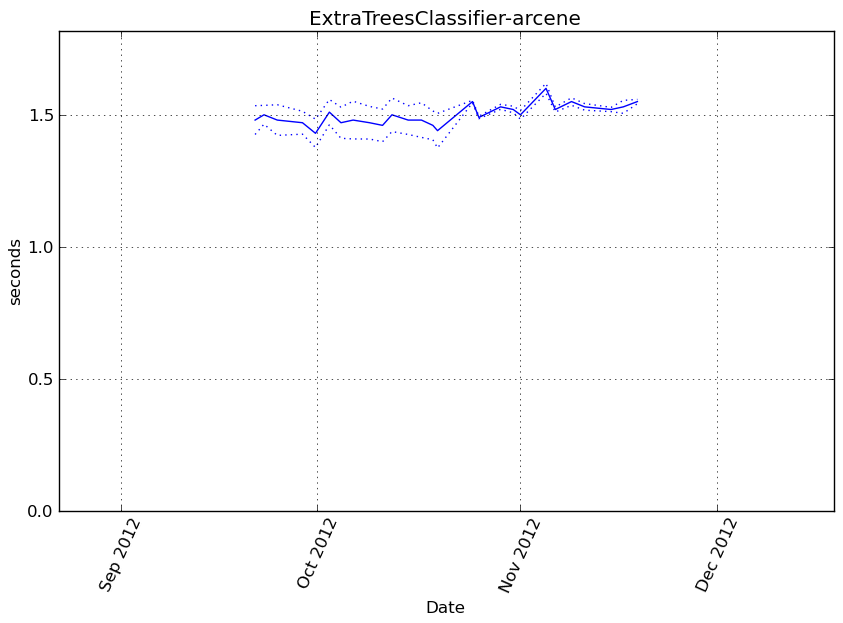 ExtraTreesClassifier-arcene
seconds
1.5
1.0
0.5
0.0
Sep 2012
Oct 2012
Nov 2012
Dec 2012
Date